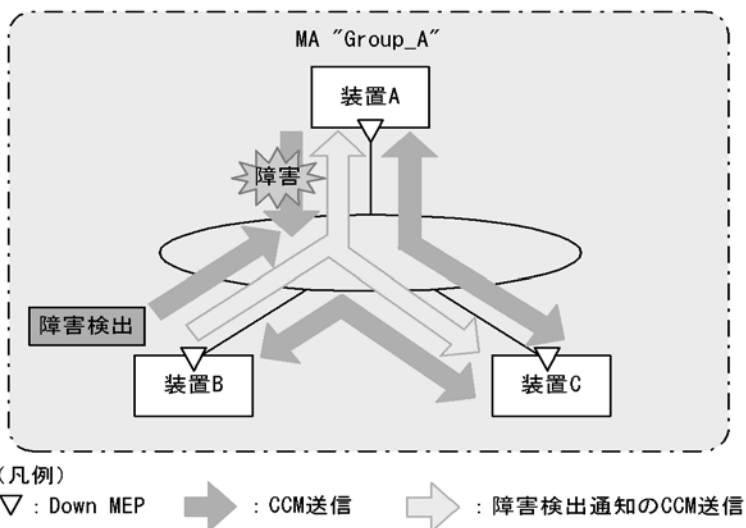 MA "Group_A"
装置A
障害
障害検出
装置B
装置C
(凡例)
▽ : Down MEP : CCM送信 : 障害検出通知のCCM送信